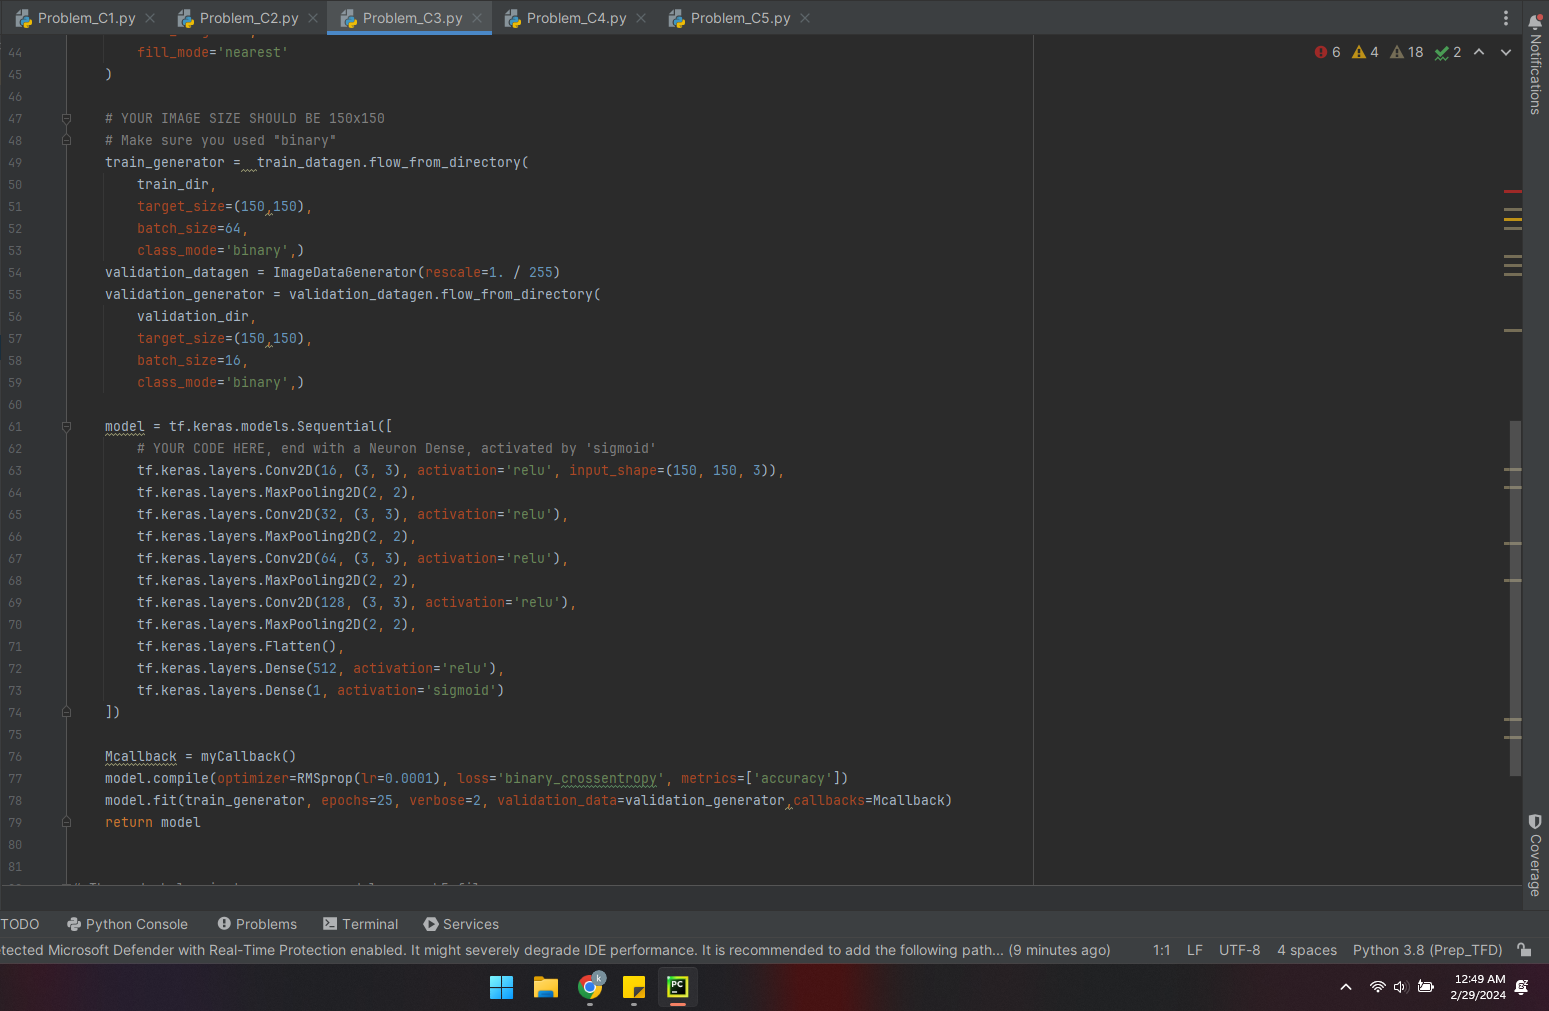 Problem_C1.py Problem_C2.py Problem_C3.py Problem_C4.py Problem_C5.py
44 fill_mode='nearest' 6 4 18 2
45 )
46
47 # YOUR IMAGE SIZE SHOULD BE 150x150
48 # Make sure you used "binary"
49 train_generator =  train_datagen.flow_from_directory(
50 train_dir,
51 target_size=(150,150),
52 batch_size=64,
53 class_mode='binary',)
54 validation_datagen = ImageDataGenerator(rescale=1. / 255)
55 validation_generator = validation_datagen.flow_from_directory(
56 validation_dir,
57 target_size=(150,150),
58 batch_size=16,
59 class_mode='binary',)
60
61 model = tf.keras.models.Sequential([
62 # YOUR CODE HERE, end with a Neuron Dense, activated by 'sigmoid'
63 tf.keras.layers.Conv2D(16, (3, 3), activation='relu', input_shape=(150, 150, 3)),
64 tf.keras.layers.MaxPooling2D(2, 2),
65 tf.keras.layers.Conv2D(32, (3, 3), activation='relu'),
66 tf.keras.layers.MaxPooling2D(2, 2),
67 tf.keras.layers.Conv2D(64, (3, 3), activation='relu'),
68 tf.keras.layers.MaxPooling2D(2, 2),
69 tf.keras.layers.Conv2D(128, (3, 3), activation='relu'),
70 tf.keras.layers.MaxPooling2D(2, 2),
71 tf.keras.layers.Flatten(),
72 tf.keras.layers.Dense(512, activation='relu'),
73 tf.keras.layers.Dense(1, activation='sigmoid')
74 ])
75
76 Mcallback = myCallback()
77 model.compile(optimizer=RMSprop(lr=0.0001), loss='binary_crossentropy', metrics=['accuracy'])
78 model.fit(train_generator, epochs=25, verbose=2, validation_data=validation_generator,callbacks=Mcallback)
79 return model
80
81
Notifications
Coverage
TODO Python Console Problems Terminal Services
tected Microsoft Defender with Real-Time Protection enabled. It might severely degrade IDE performance. It is recommended to add the following path... (9 minutes ago) 1:1 LF UTF-8 4 spaces Python 3.8 (Prep_TFD)
k PC
12:49 AM
2/29/2024